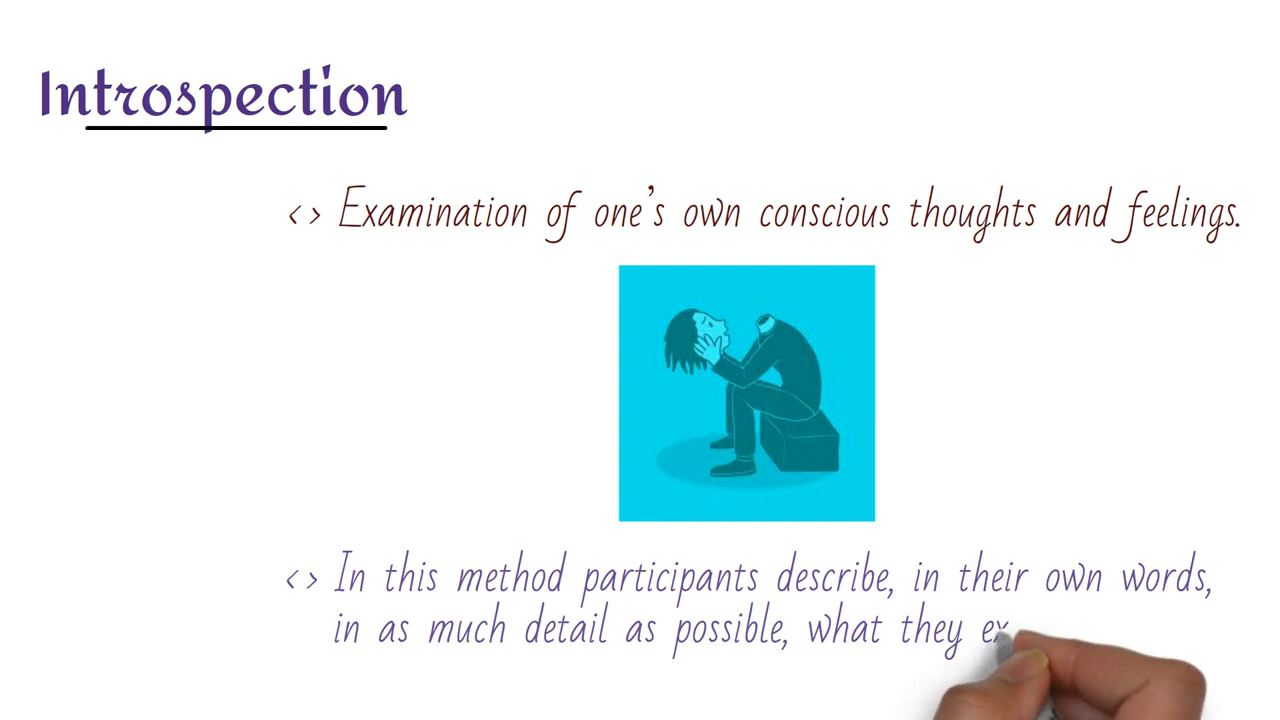 Introspection
<> Examination of one's own conscious thoughts and feelings.
<> In this method participants describe, in their own words,
in as much detail as possible, what they ex